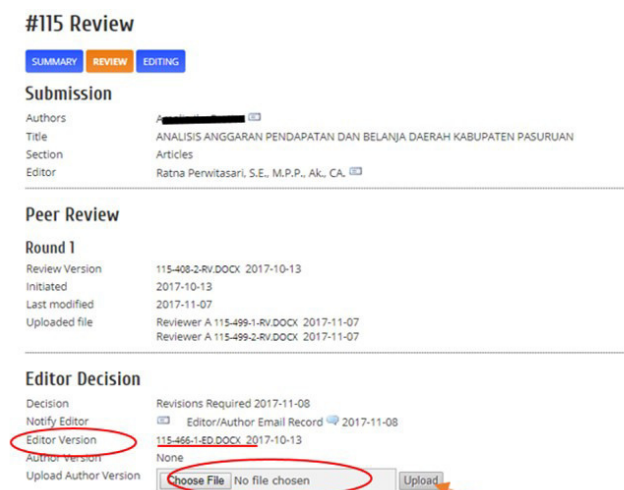 #115 Review
SUMMARY REVIEW EDITING
Submission
Authors
Title ANALISIS ANGGARAN PENDAPATAN DAN BELANJA DAERAH KABUPATEN PASURUAN
Section Articles
Editor Ratna Perwitasari, S.E., M.P.P., Ak., CA.
Peer Review
Round 1
Review Version 115-408-2-RV.DOCX 2017-10-13
Initiated 2017-10-13
Last modified 2017-11-07
Uploaded file Reviewer A 115-499-1-RV.DOCX 2017-11-07
Reviewer A 115-499-2-RV.DOCX 2017-11-07
Editor Decision
Decision Revisions Required 2017-11-08
Notify Editor Editor/Author Email Record 2017-11-08
Editor Version 115-466-1-ED.DOCX 2017-10-13
Author Version None
Upload Author Version Choose File No file chosen Upload